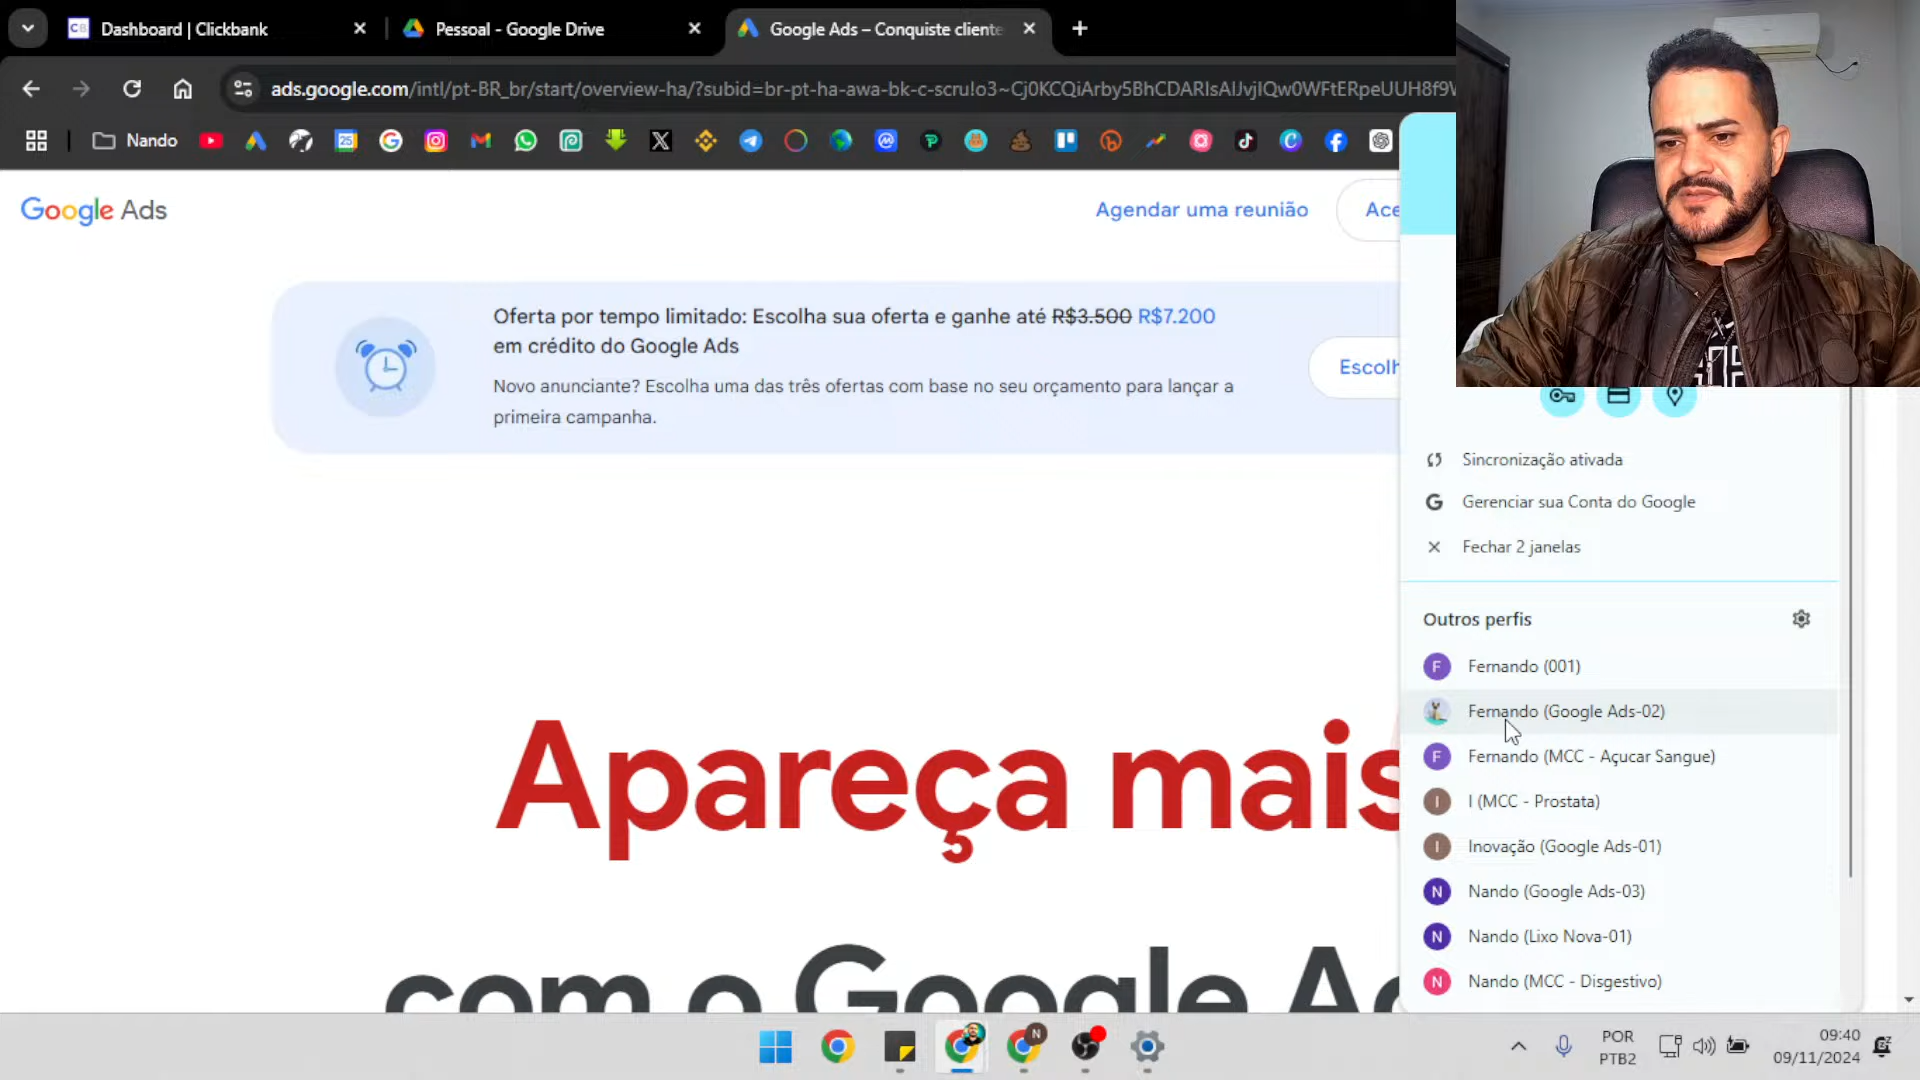 Dashboard | Clickbank
Pessoal - Google Drive
Google Ads – Conquiste cliente
ads.google.com/intl/pt-BR_br/start/overview-ha/?subid=br-pt-ha-awa-bk-c-scru!o3~Cj0KCQiArby5BhCDARIsAIJvjIQw0WFtERpeUUH8f9V
Nando
Google Ads
Agendar uma reunião
Ace
Oferta por tempo limitado: Escolha sua oferta e ganhe até R$3.500 R$7.200
em crédito do Google Ads
Novo anunciante? Escolha uma das três ofertas com base no seu orçamento para lançar a
primeira campanha.
Escolh
Apareça mais
com o Google Ad
Sincronização ativada
Gerenciar sua Conta do Google
Fechar 2 janelas
Outros perfis
F Fernando (001)
Fernando (Google Ads-02)
F Fernando (MCC - Açucar Sangue)
I I (MCC - Prostata)
I Inovação (Google Ads-01)
N Nando (Google Ads-03)
N Nando (Lixo Nova-01)
N Nando (MCC - Disgestivo)
POR
PTB2
09:40
09/11/2024